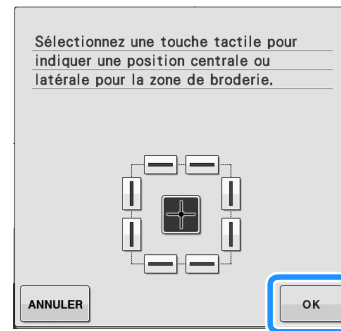 Sélectionnez une touche tactile pour
indiquer une position centrale ou
latérale pour la zone de broderie.
ANNULER
OK